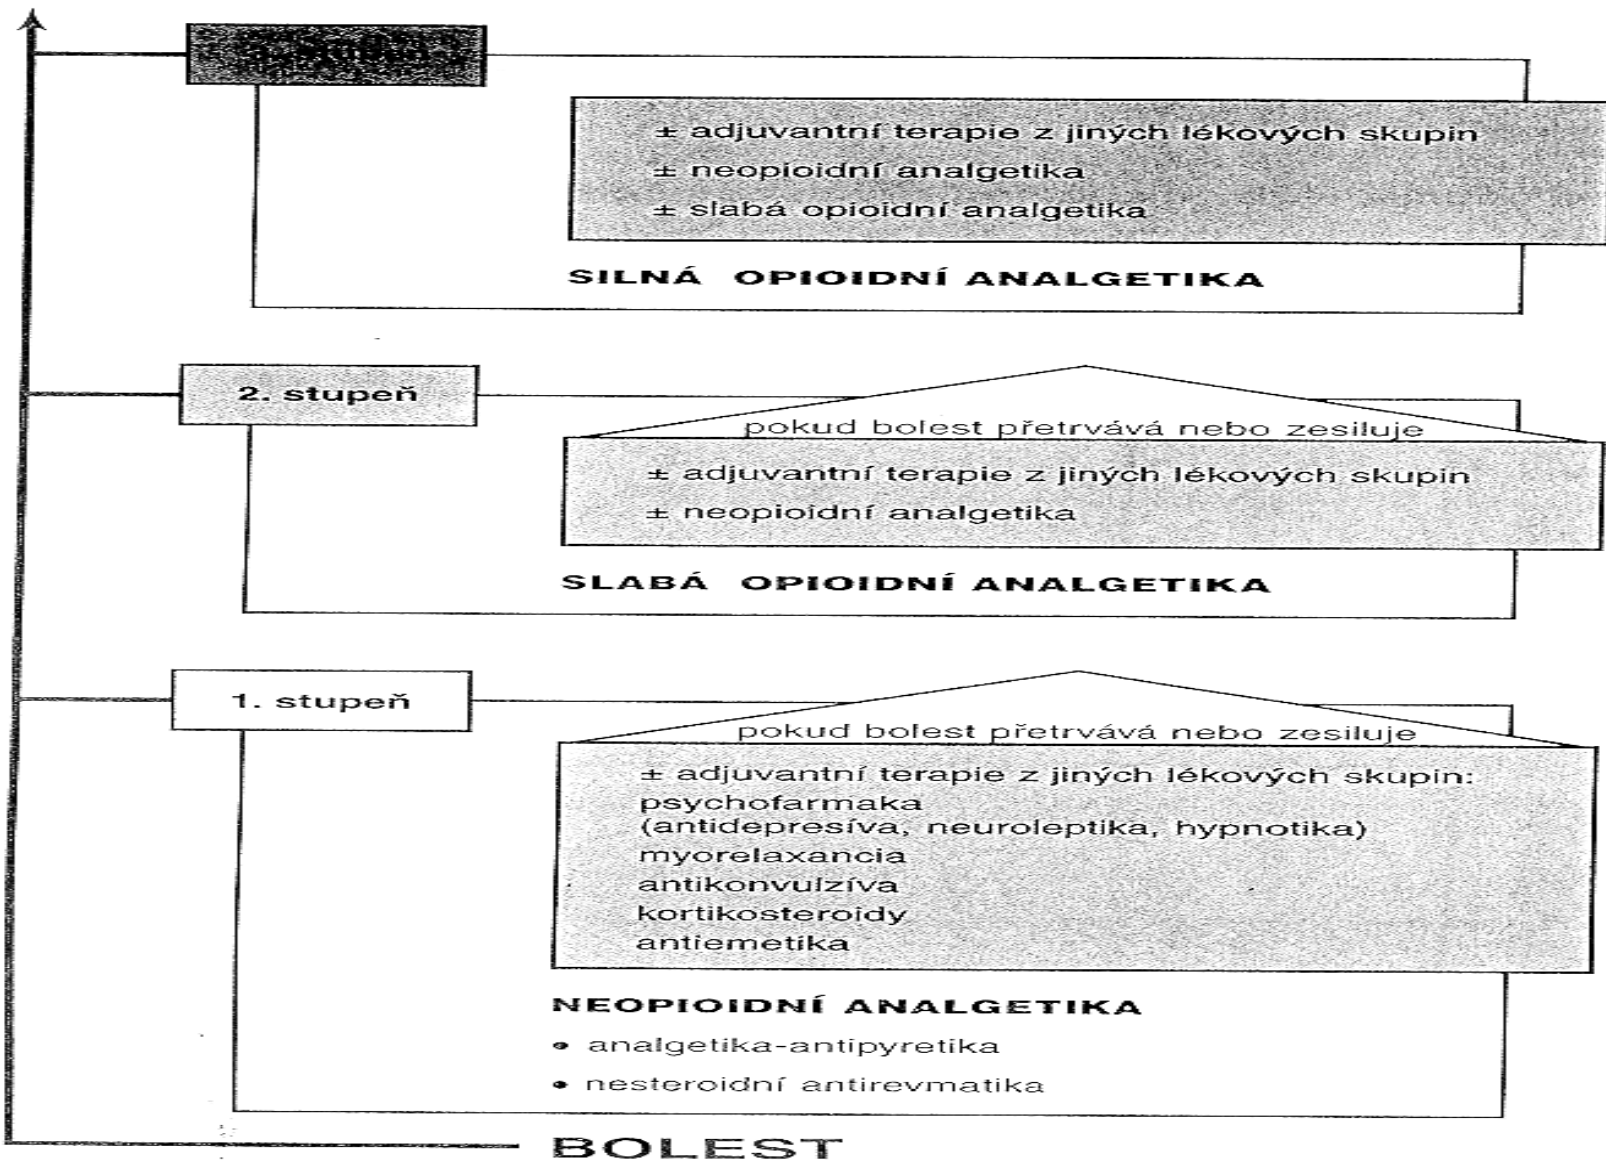 ± adjuvantní terapie z jiných lékových skupin
± neopioidní analgetika
± slabá opioidní analgetika
SILNÁ OPIOIDNÍ ANALGETIKA
2. stupeň
pokud bolest přetrvává nebo zesiluje
± adjuvantní terapie z jiných lékových skupin
± neopioidní analgetika
SLABÁ OPIOIDNÍ ANALGETIKA
1. stupeň
pokud bolest přetrvává nebo zesiluje
± adjuvantní terapie z jiných lékových skupin:
psychofarmaka
(antidepresíva, neuroleptika, hypnotika)
myorelaxancia
antikonvulzíva
kortikosteroidy
antiemetika
NEOPIOIDNÍ ANALGETIKA
• analgetika-antipyretika
• nesteroidní antirevmatika
BOLEST